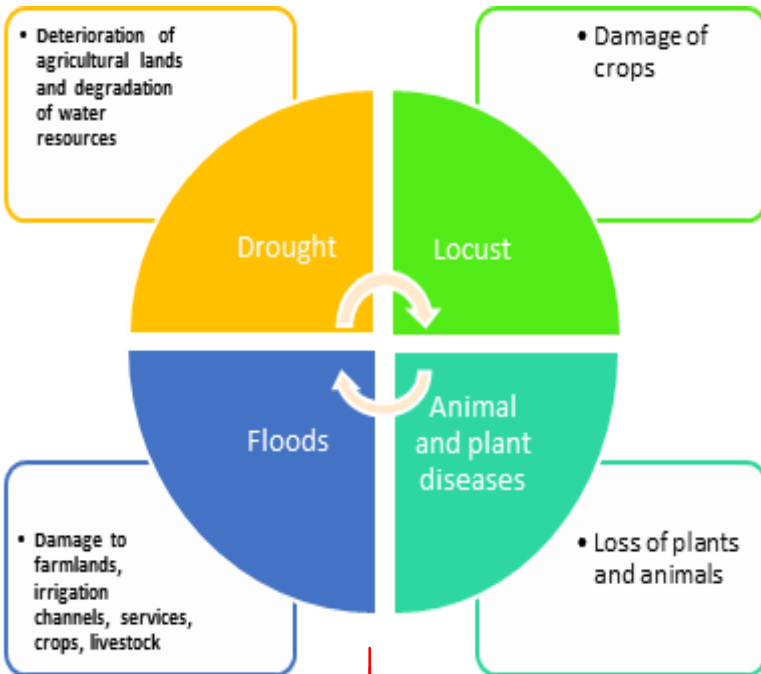 • Deterioration of
agricultural lands
and degradation
of water
resources
• Damage of
crops
Drought
Locust
Floods
Animal
and plant
diseases
• Damage to
farmlands,
irrigation
channels, services,
crops, livestock
• Loss of plants
and animals